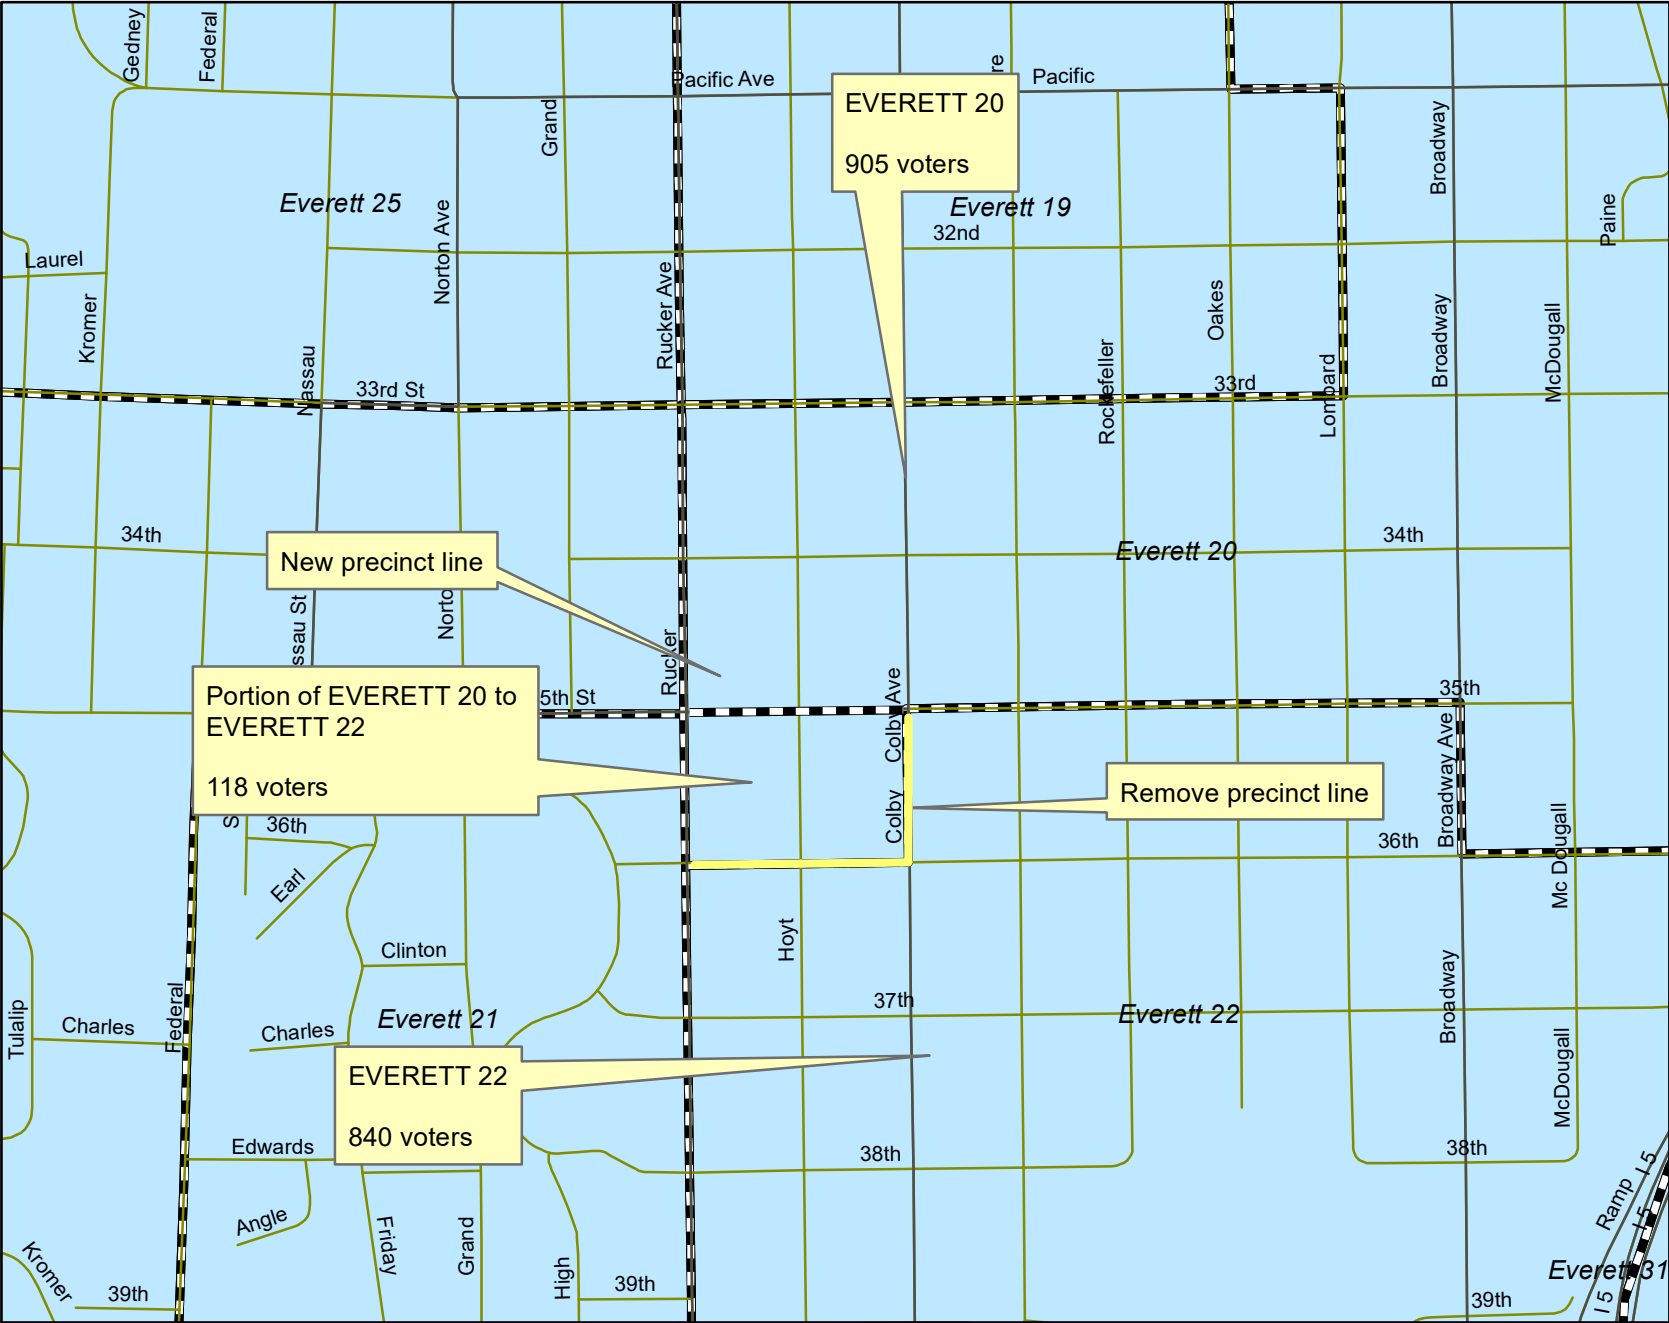 Gedney
Federal
Pacific Ave
re
Pacific
Grand
EVERETT 20
905 voters
Broadway
Everett 25
Everett 19
Norton Ave
32nd
Paine
Laurel
Kromer
Rucker Ave
Oakes
Broadway
McDougall
Nassau
33rd St
Rockefeller
33rd
Lombard
34th
New precinct line
Everett 20
34th
ssau St
Norto
Rucker
Portion of EVERETT 20 to
EVERETT 22
118 voters
5th St
Colby Ave
35th
Broadway Ave
Remove precinct line
Colby
S
36th
36th
Mc Dougall
Earl
Clinton
Hoyt
Broadway
Tulalip
Charles
Federal
Charles
Everett 21
37th
Everett 22
McDougall
EVERETT 22
840 voters
Edwards
38th
38th
Ramp I 5
I 5
Angle
Friday
Grand
High
Kromer
39th
39th
Everett 31
39th
I 5